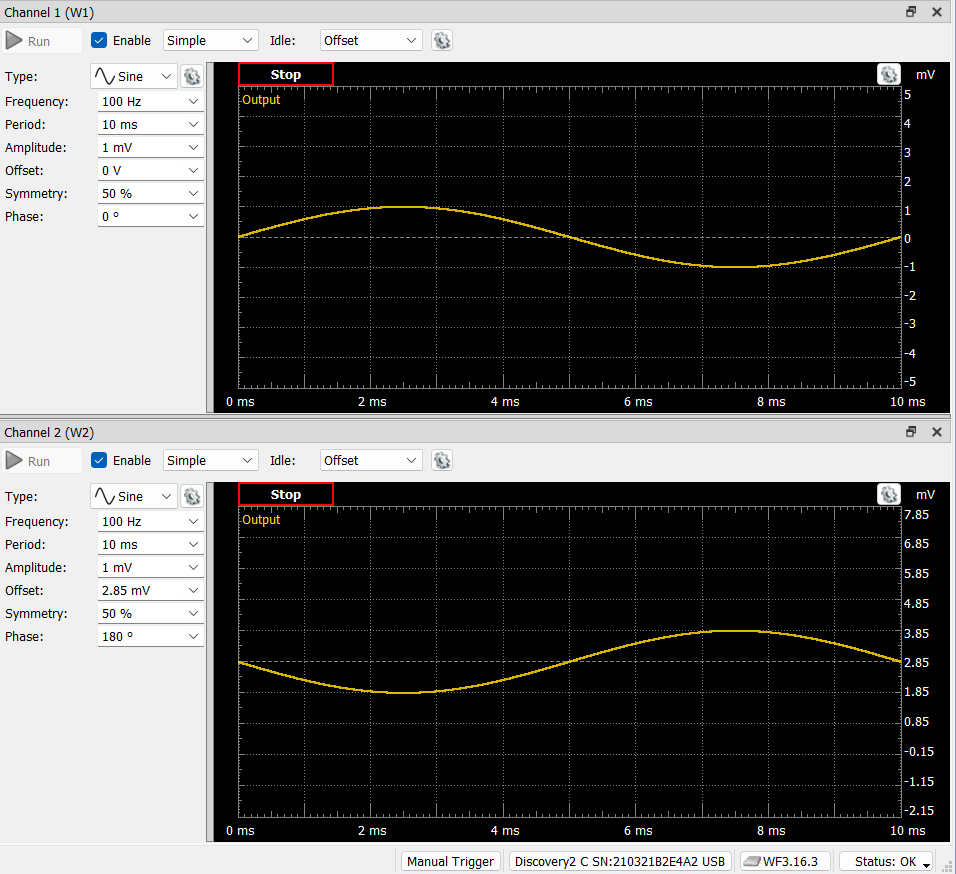 Channel 1 (W1)
Run Enable Simple Idle: Offset
Type: Sine
Frequency: 100 Hz
Period: 10 ms
Amplitude: 1 mV
Offset: 0 V
Symmetry: 50 %
Phase: 0 º
Stop mV
Output
5
4
3
2
1
0
-1
-2
-3
-4
-5
0 ms 2 ms 4 ms 6 ms 8 ms 10 ms
Channel 2 (W2)
Run Enable Simple Idle: Offset
Type: Sine
Frequency: 100 Hz
Period: 10 ms
Amplitude: 1 mV
Offset: 2.85 mV
Symmetry: 50 %
Phase: 180 º
Stop mV
Output
7.85
6.85
5.85
4.85
3.85
2.85
1.85
0.85
-0.15
-1.15
-2.15
0 ms 2 ms 4 ms 6 ms 8 ms 10 ms
Manual Trigger Discovery2 C SN:210321B2E4A2 USB WF3.16.3 Status: OK